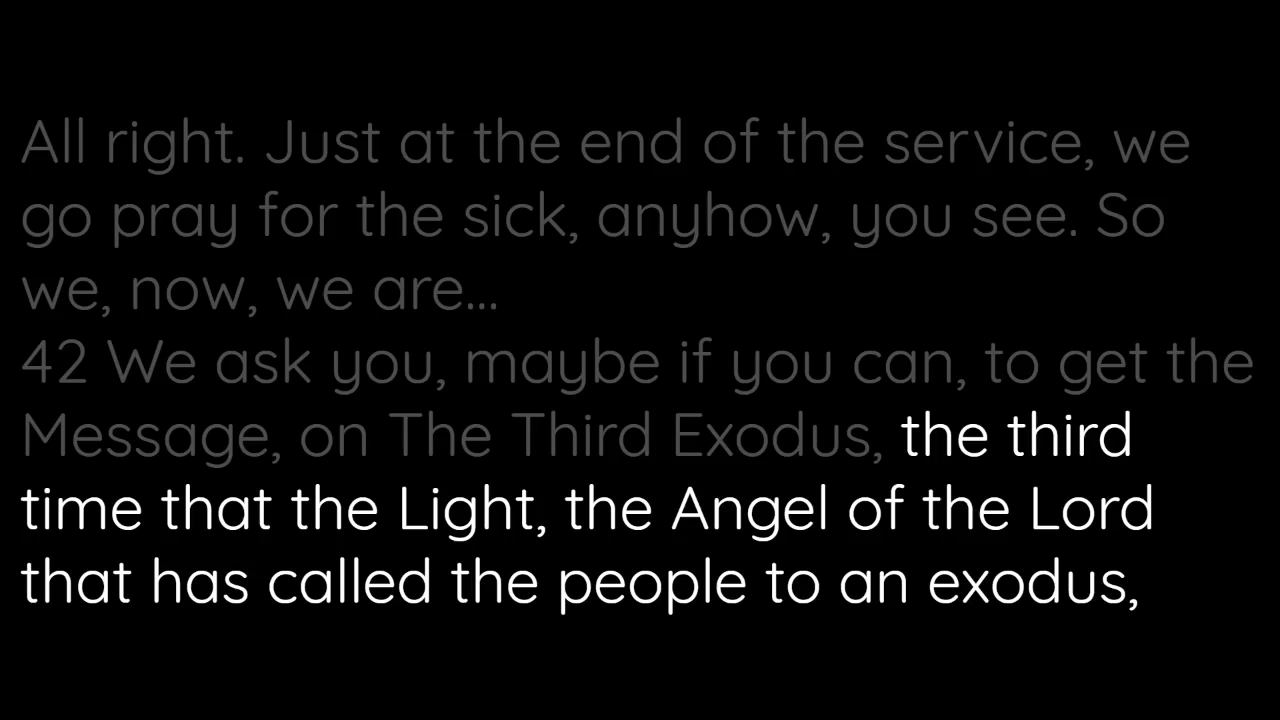 All right. Just at the end of the service, we
go pray for the sick, anyhow, you see. So
we, now, we are...
42 We ask you, maybe if you can, to get the
Message, on The Third Exodus, the third
time that the Light, the Angel of the Lord
that has called the people to an exodus,